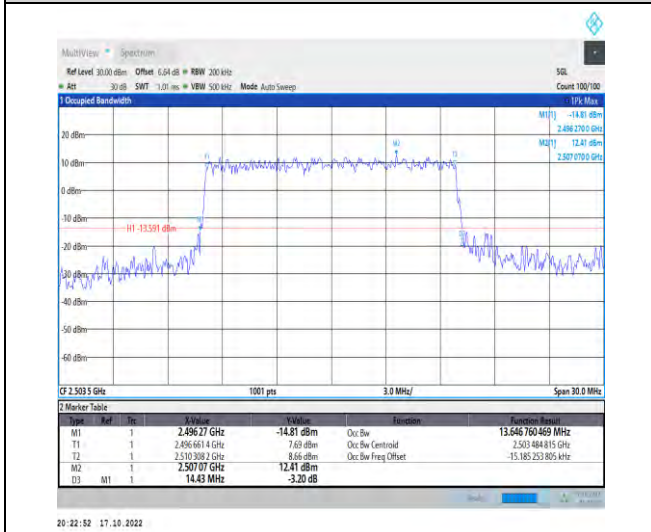 MultiView Spectrum
Ref Level 30.00 dBm Offset 6.64 dB RBW 200 kHz SGL
Att 30 dB SWT 1.01 ms VBW 500 kHz Mode Auto Sweep Count 100/100
1 Occupied Bandwidth 1Pk Max
M1[1] -14.81 dBm
2.496 270 0 GHz
20 dBm
M2[1] 12.41 dBm
2.507 070 0 GHz
M2
T1
T2
10 dBm
0 dBm
-10 dBm
H1 -13.591 dBm
-20 dBm
-30 dBm
-40 dBm
-50 dBm
-60 dBm
CF 2.503 5 GHz 1001 pts 3.0 MHz/ Span 30.0 MHz
2 Marker Table
Type Ref Trc X-Value Y-Value Function Function Result
M1 1 2.496 27 GHz -14.81 dBm Occ Bw 13.646 760 469 MHz
T1 1 2.496 661 4 GHz 7.69 dBm Occ Bw Centroid 2.503 484 815 GHz
T2 1 2.510 308 2 GHz 8.66 dBm Occ Bw Freq Offset -15.185 253 805 kHz
M2 1 2.507 07 GHz 12.41 dBm
D3 M1 1 14.43 MHz -3.20 dB
20:22:52 17.10.2022